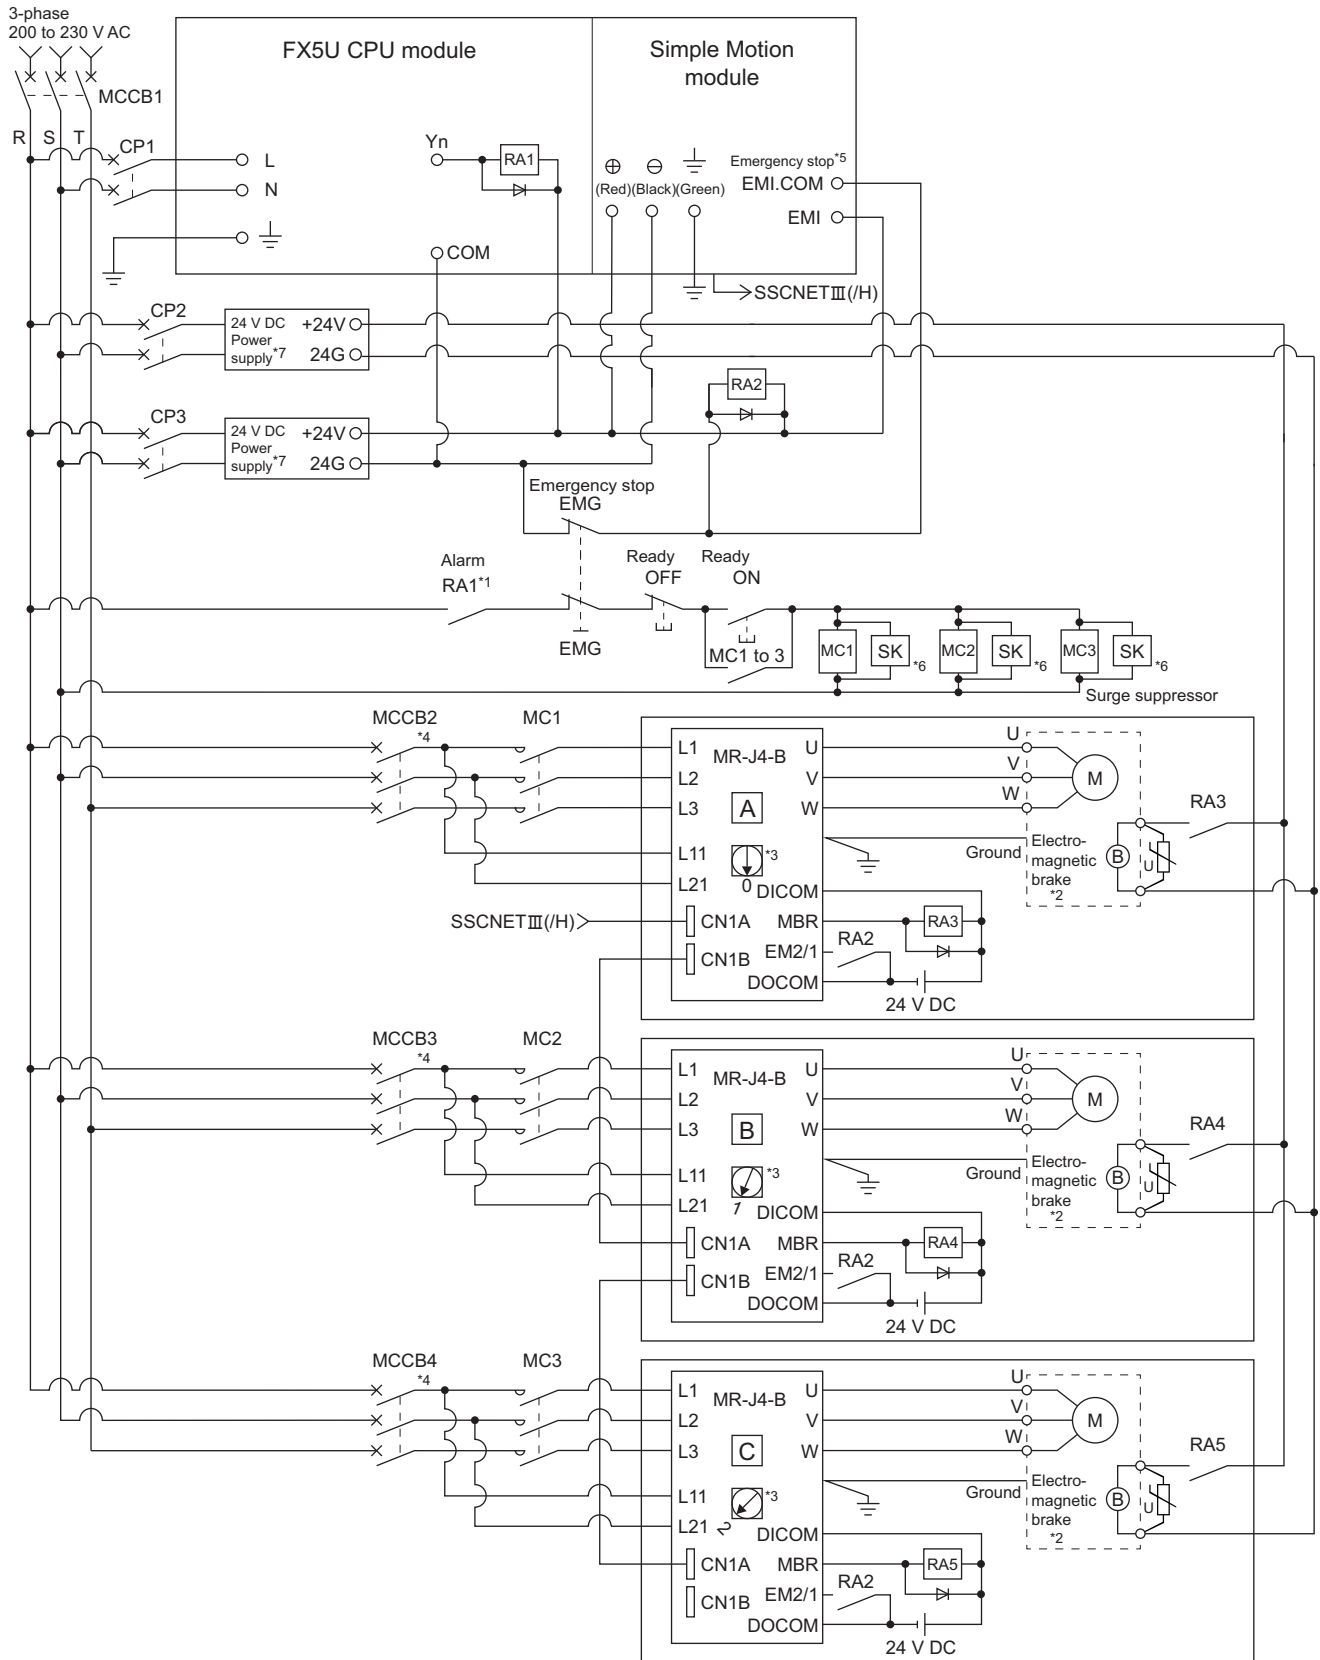 3-phase
200 to 230 V AC
MCCB1
R S T
FX5U CPU module
Simple Motion
module
CP1
L
N
Yn
RA1
COM
⊕ ⊖
(Red)(Black)(Green)
Emergency stop*5
EMI.COM
EMI
SSCNETⅢ(/H)
CP2
24 V DC
Power
supply*7
+24V
24G
RA2
CP3
24 V DC
Power
supply*7
+24V
24G
Emergency stop
EMG
Alarm
RA1*1
EMG
Ready
OFF
Ready
ON
MC1 to 3
MC1 SK *6
MC2 SK *6
MC3 SK *6
Surge suppressor
MCCB2
*4
MC1
L1
L2
L3
L11
L21
MR-J4-B
A
*3
0
U
V
W
U
V
W
M
Ground
Electro-
magnetic
brake
*2
B
U
RA3
SSCNETⅢ(/H)
CN1A
CN1B
DICOM
MBR
EM2/1
DOCOM
RA3
RA2
24 V DC
MCCB3
*4
MC2
L1
L2
L3
L11
L21
MR-J4-B
B
*3
1
U
V
W
U
V
W
M
Ground
Electro-
magnetic
brake
*2
B
U
RA4
CN1A
CN1B
DICOM
MBR
EM2/1
DOCOM
RA4
RA2
24 V DC
MCCB4
*4
MC3
L1
L2
L3
L11
L21
MR-J4-B
C
*3
2
U
V
W
U
V
W
M
Ground
Electro-
magnetic
brake
*2
B
U
RA5
CN1A
CN1B
DICOM
MBR
EM2/1
DOCOM
RA5
RA2
24 V DC